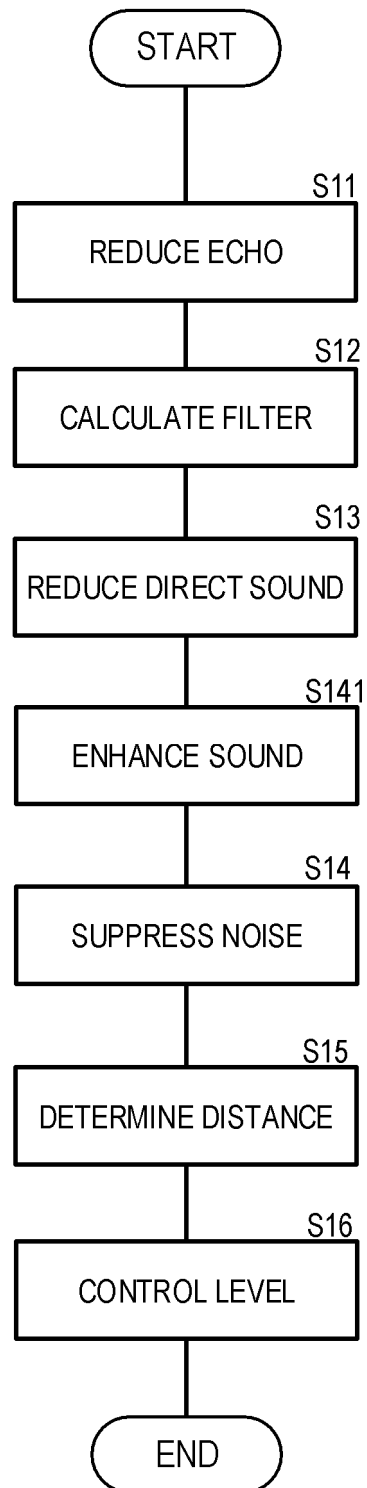 START
S11
REDUCE ECHO
S12
CALCULATE FILTER
S13
REDUCE DIRECT SOUND
S141
ENHANCE SOUND
S14
SUPPRESS NOISE
S15
DETERMINE DISTANCE
S16
CONTROL LEVEL
END